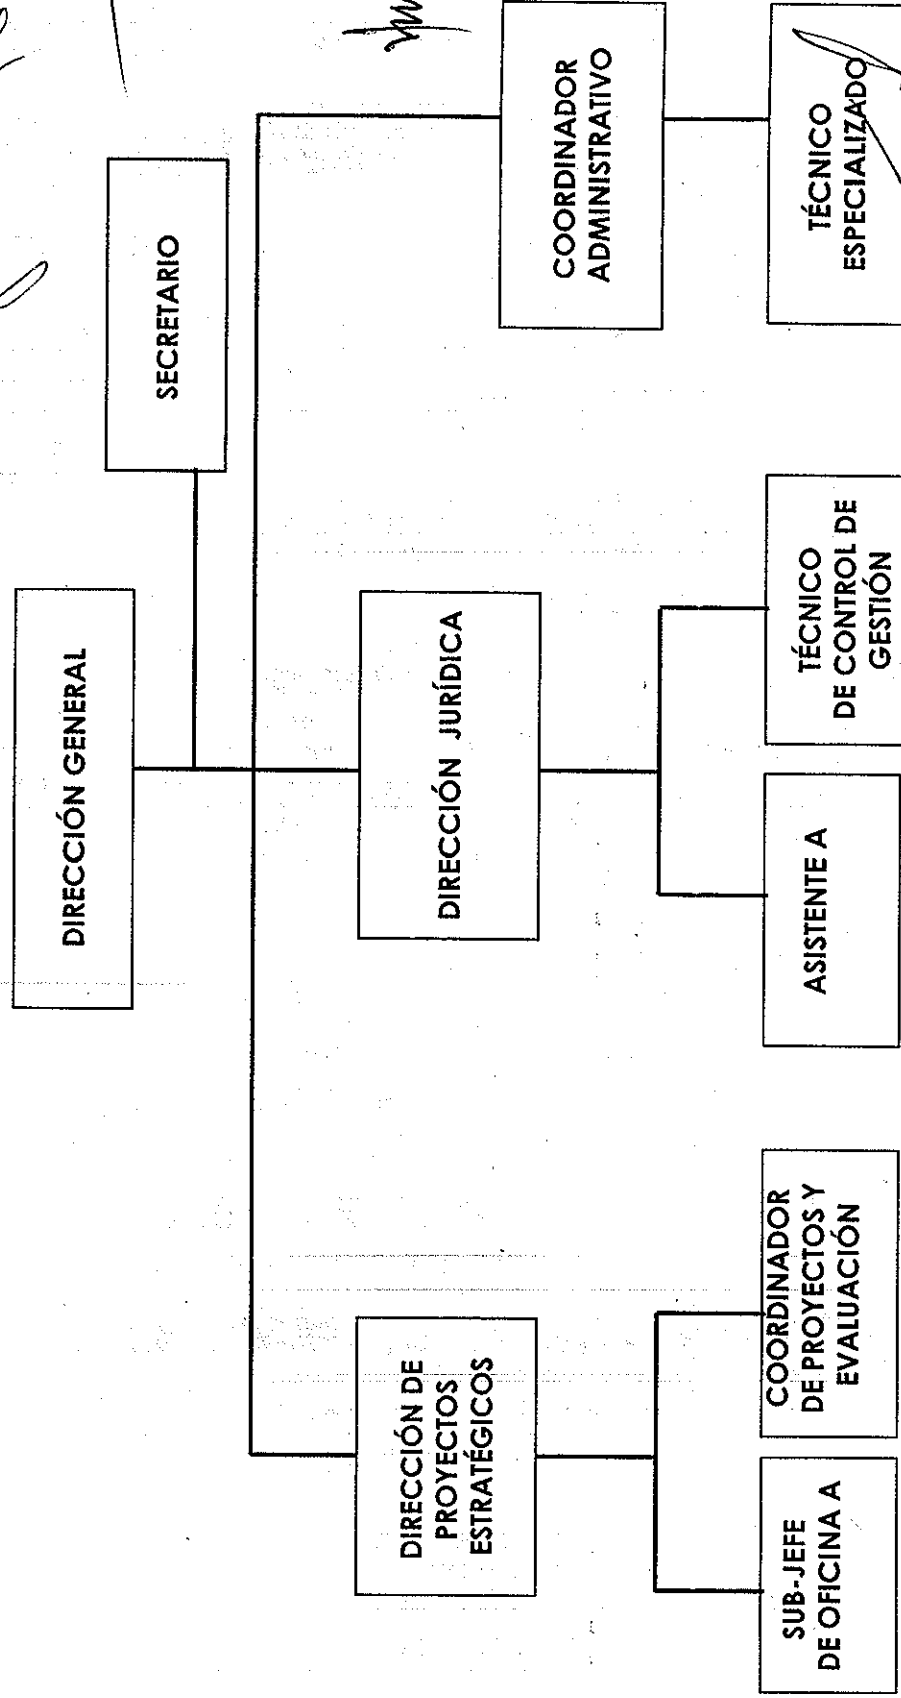 DIRECCIÓN GENERAL
SECRETARIO
DIRECCIÓN DE
PROYECTOS
ESTRATÉGICOS
DIRECCIÓN JURÍDICA
COORDINADOR
ADMINISTRATIVO
SUB-JEFE
DE OFICINA A
COORDINADOR
DE PROYECTOS Y
EVALUACIÓN
ASISTENTE A
TÉCNICO
DE CONTROL DE
GESTIÓN
TÉCNICO
ESPECIALIZADO